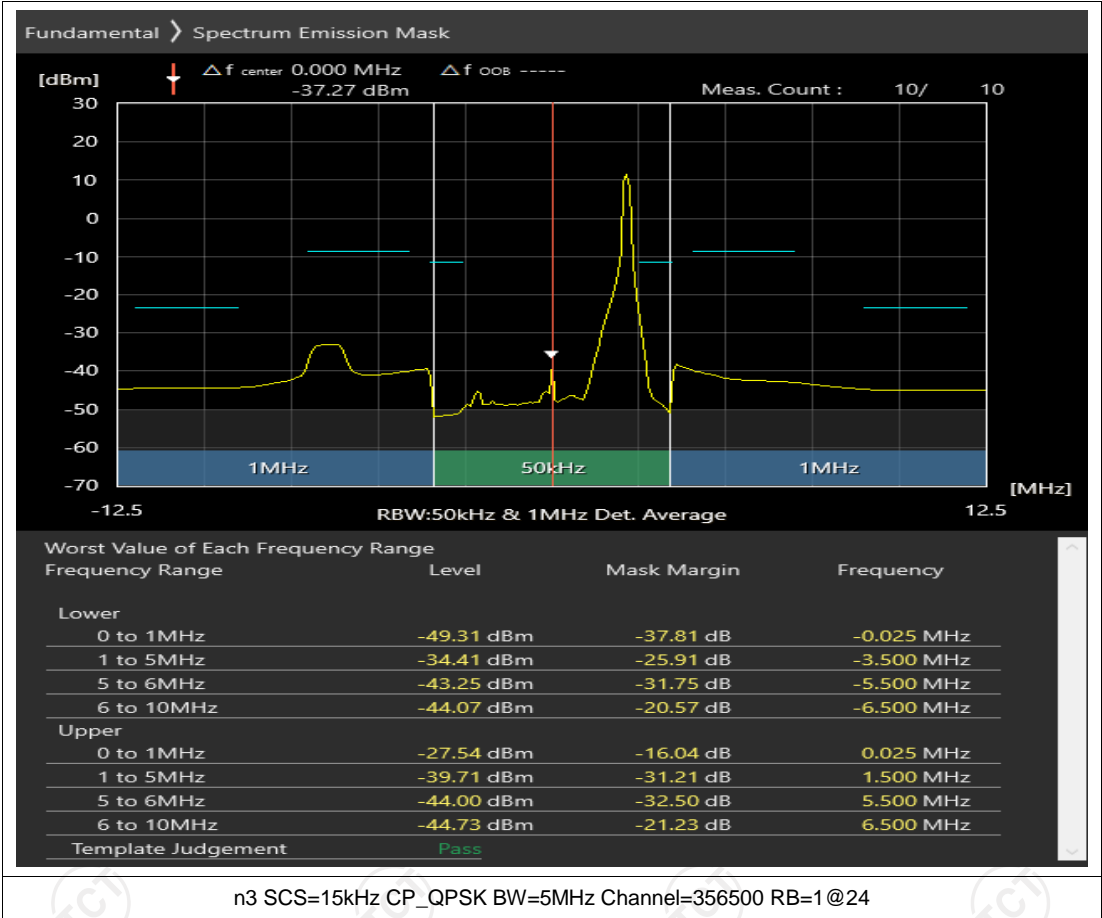 Fundamental 》 Spectrum Emission Mask
[dBm] △f center 0.000 MHz △f OOB -----
-37.27 dBm Meas. Count : 10/ 10
30
20
10
0
-10
-20
-30
-40
-50
-60
-70
1MHz 50kHz 1MHz
[MHz]
-12.5 RBW:50kHz & 1MHz Det. Average 12.5
Worst Value of Each Frequency Range
Frequency Range Level Mask Margin Frequency
Lower
0 to 1MHz -49.31 dBm -37.81 dB -0.025 MHz
1 to 5MHz -34.41 dBm -25.91 dB -3.500 MHz
5 to 6MHz -43.25 dBm -31.75 dB -5.500 MHz
6 to 10MHz -44.07 dBm -20.57 dB -6.500 MHz
Upper
0 to 1MHz -27.54 dBm -16.04 dB 0.025 MHz
1 to 5MHz -39.71 dBm -31.21 dB 1.500 MHz
5 to 6MHz -44.00 dBm -32.50 dB 5.500 MHz
6 to 10MHz -44.73 dBm -21.23 dB 6.500 MHz
Template Judgement Pass
n3 SCS=15kHz CP_QPSK BW=5MHz Channel=356500 RB=1@24
TCT TCT TCT TCT